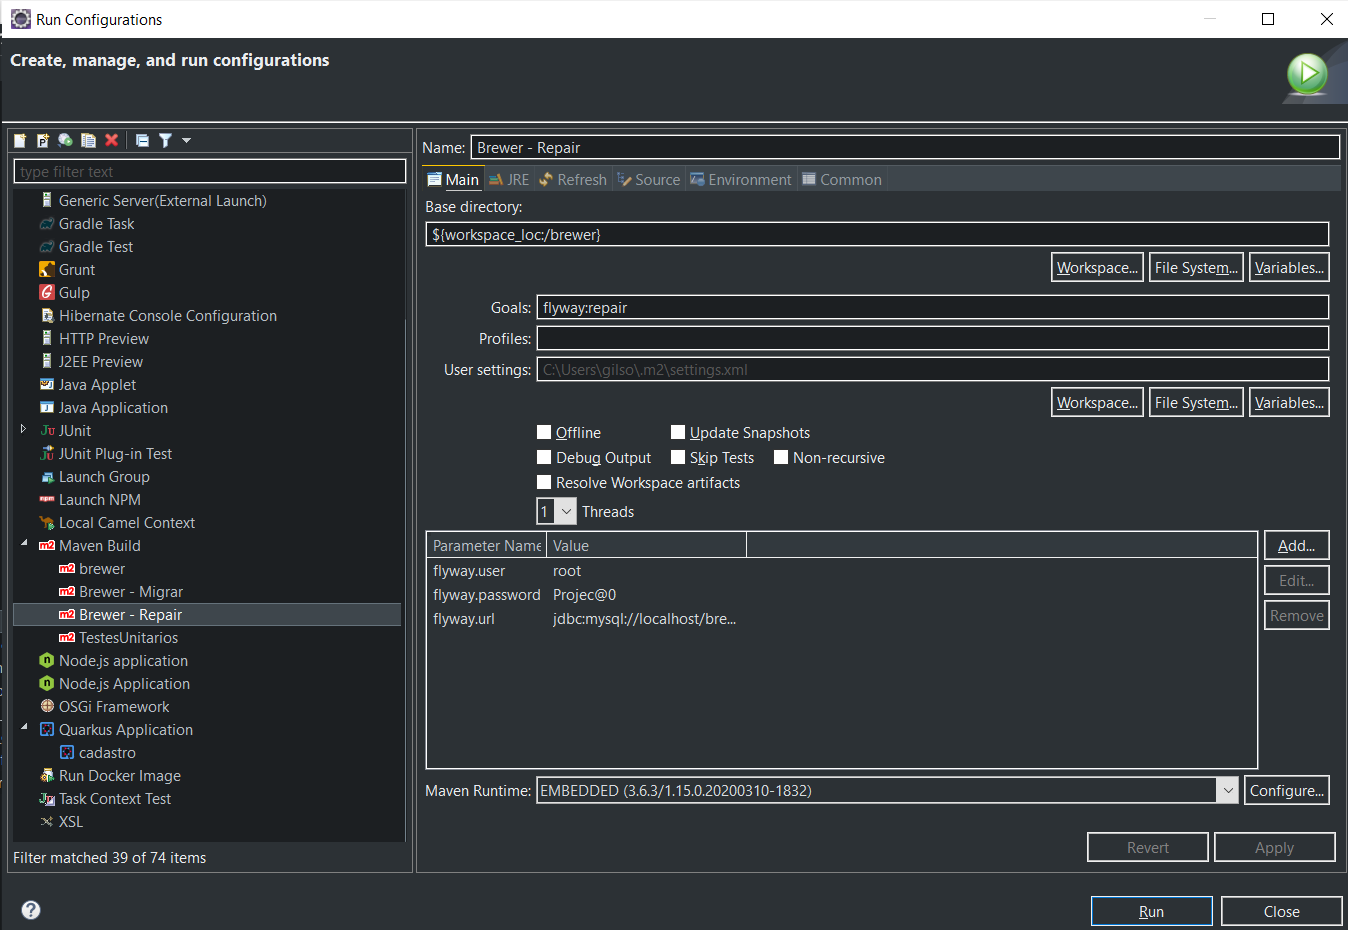 Run Configurations
Create, manage, and run configurations
type filter text
Generic Server(External Launch)
Gradle Task
Gradle Test
Grunt
Gulp
Hibernate Console Configuration
HTTP Preview
J2EE Preview
Java Applet
Java Application
JUnit
JUnit Plug-in Test
Launch Group
Launch NPM
Local Camel Context
Maven Build
brewer
Brewer - Migrar
Brewer - Repair
TestesUnitarios
Node.js application
Node.js Application
OSGi Framework
Quarkus Application
cadastro
Run Docker Image
Task Context Test
XSL
Filter matched 39 of 74 items
Name: Brewer - Repair
Main JRE Refresh Source Environment Common
Base directory:
${workspace_loc:/brewer}
Workspace... File System... Variables...
Goals: flyway:repair
Profiles:
User settings: C:\Users\gilso\.m2\settings.xml
Workspace... File System... Variables...
Offline Update Snapshots
Debug Output Skip Tests Non-recursive
Resolve Workspace artifacts
1 Threads
Parameter Name Value
flyway.user root
flyway.password Projec@0
flyway.url jdbc:mysql://localhost/bre...
Add...
Edit...
Remove
Maven Runtime: EMBEDDED (3.6.3/1.15.0.20200310-1832) Configure...
Revert Apply
Run Close